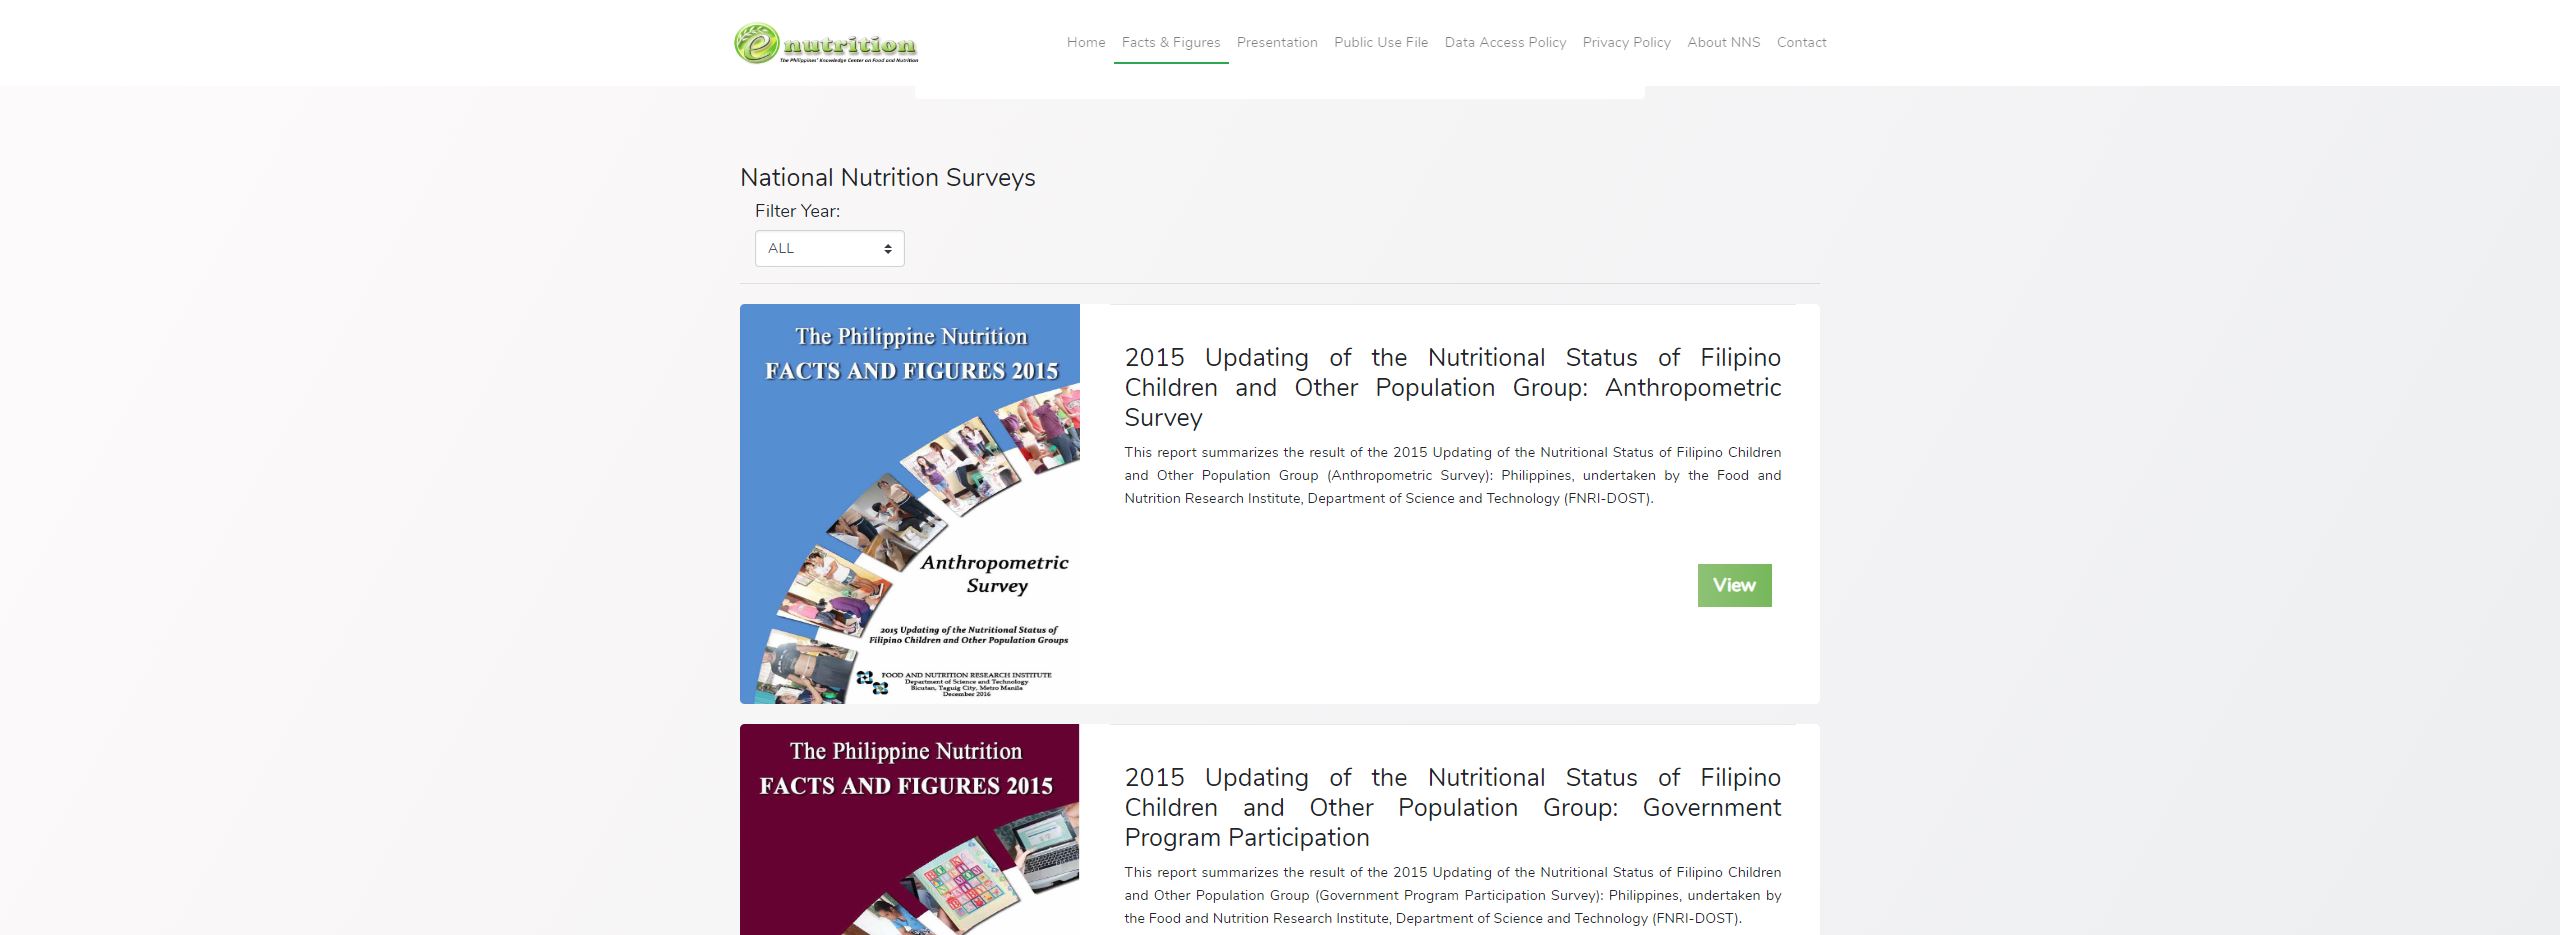 e nutrition
The Philippines' Knowledge Center on Food and Nutrition
Home Facts & Figures Presentation Public Use File Data Access Policy Privacy Policy About NNS Contact
National Nutrition Surveys
Filter Year:
ALL
The Philippine Nutrition
FACTS AND FIGURES 2015
Anthropometric
Survey
2015 Updating of the Nutritional Status of
Filipino Children and Other Population Groups
FOOD AND NUTRITION RESEARCH INSTITUTE
Department of Science and Technology
Bicutan, Taguig City, Metro Manila
December 2016
2015 Updating of the Nutritional Status of Filipino
Children and Other Population Group: Anthropometric
Survey
This report summarizes the result of the 2015 Updating of the Nutritional Status of Filipino Children
and Other Population Group (Anthropometric Survey): Philippines, undertaken by the Food and
Nutrition Research Institute, Department of Science and Technology (FNRI-DOST).
View
The Philippine Nutrition
FACTS AND FIGURES 2015
2015 Updating of the Nutritional Status of Filipino
Children and Other Population Group: Government
Program Participation
This report summarizes the result of the 2015 Updating of the Nutritional Status of Filipino Children
and Other Population Group (Government Program Participation Survey): Philippines, undertaken by
the Food and Nutrition Research Institute, Department of Science and Technology (FNRI-DOST).